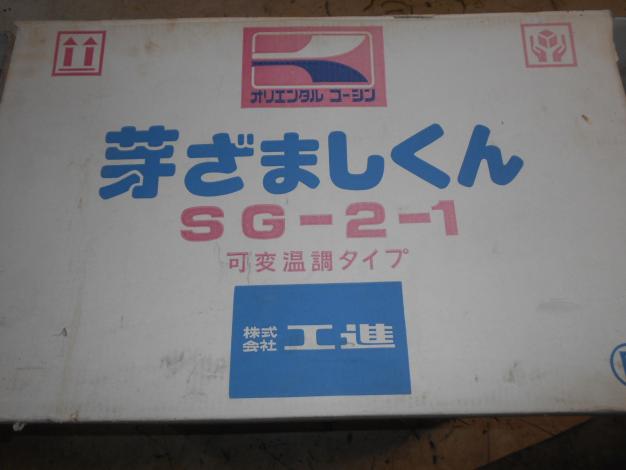 オリエンタル コーシン
芽ざましくん
SG-2-1
可変温調タイプ
株式会社 工進